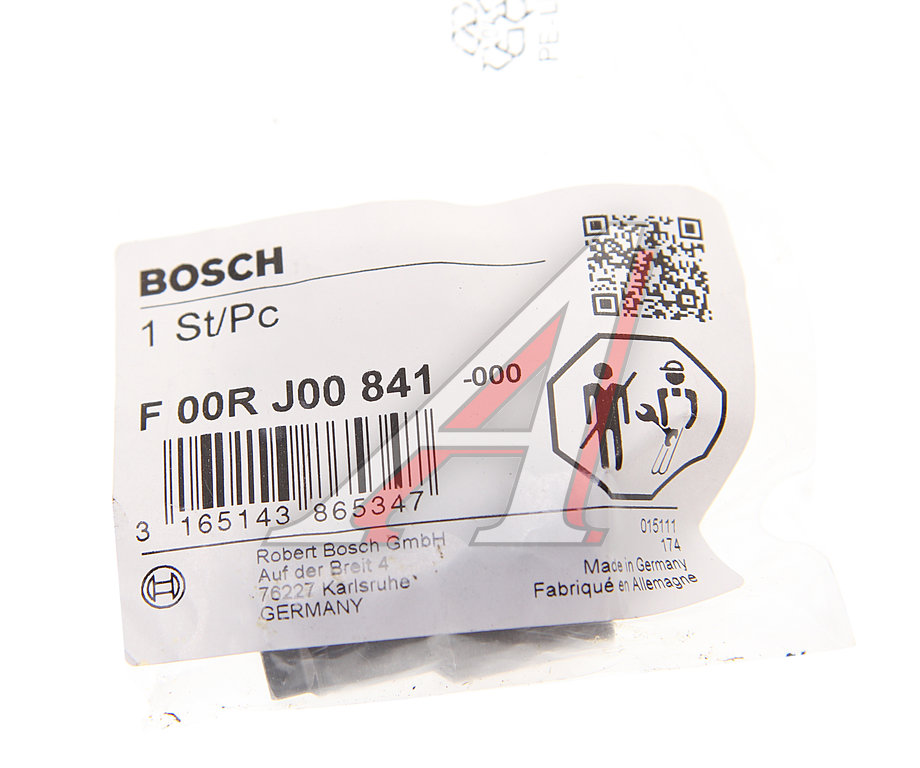 BOSCH
1 St/Pc
F 00R J00 841 -000
3 165143 865347
Robert Bosch GmbH
Auf der Breit 4
76227 Karlsruhe
GERMANY
015111
174
Made in Germany
Fabriqué en Allemagne